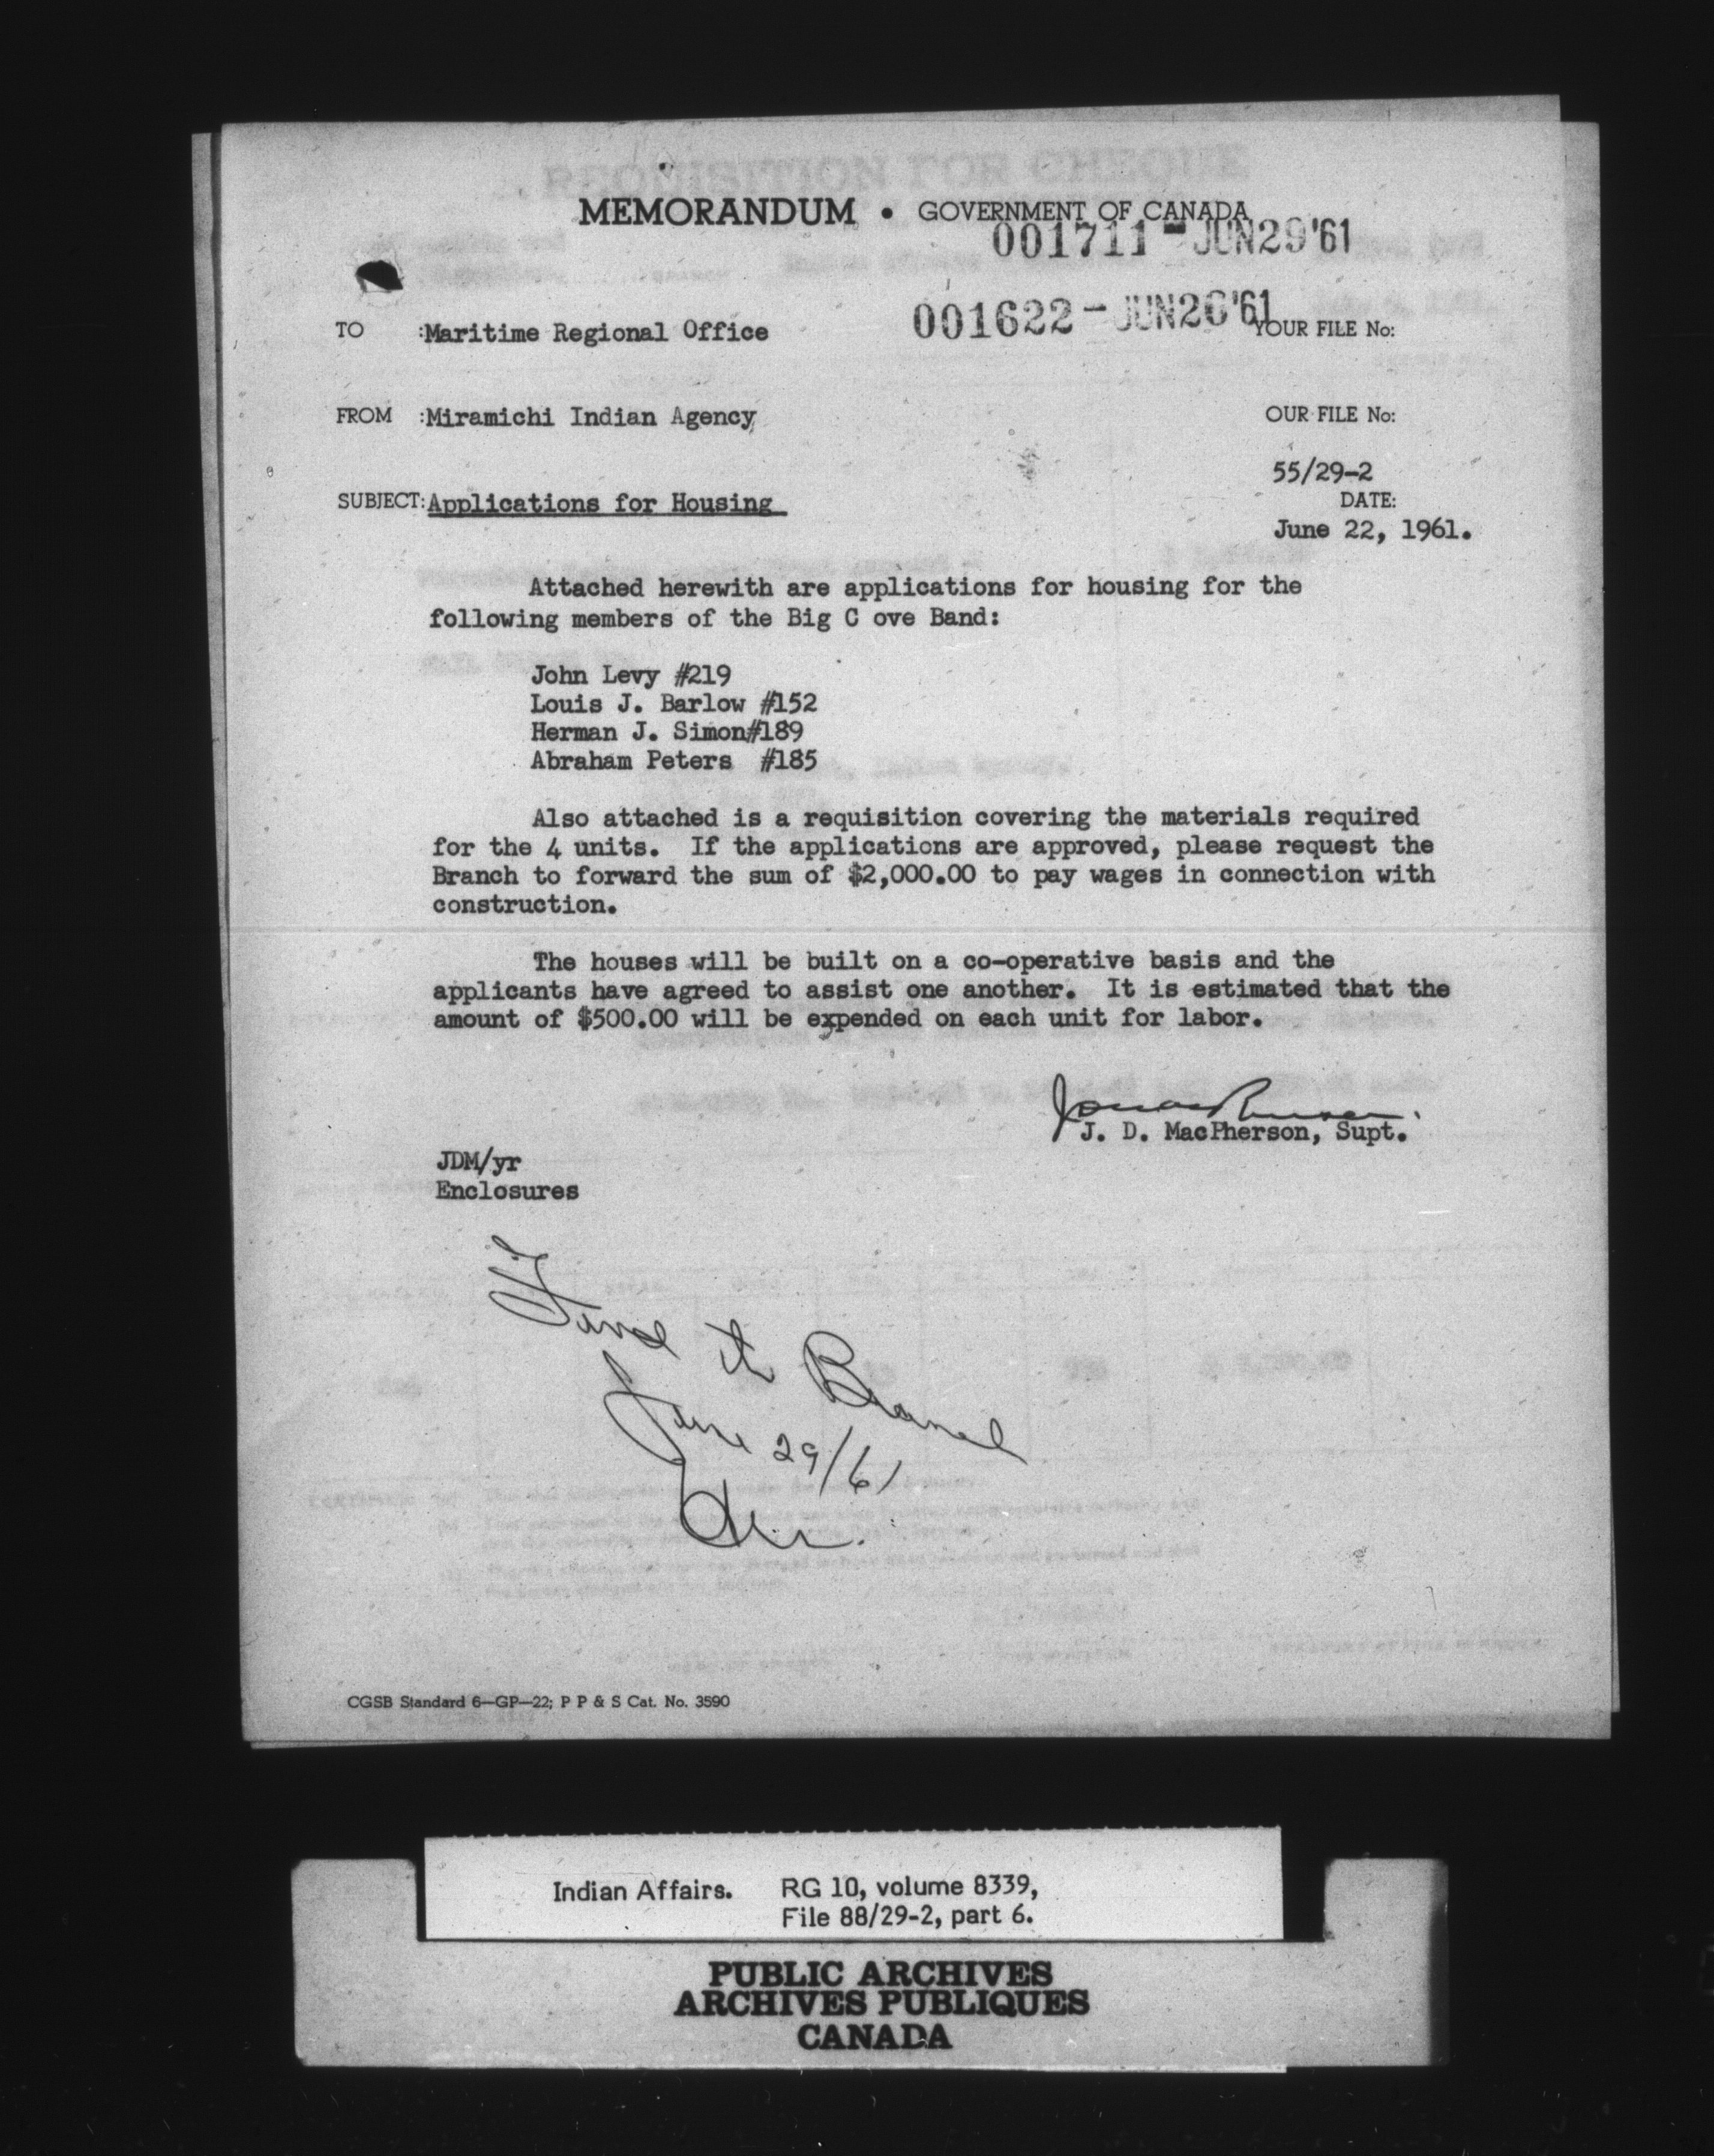 REQUISITION FOR CHEQUE
MEMORANDUM • GOVERNMENT OF CANADA
001711 - JUN 29 '61
001622 - JUN 26 '61
TO :Maritime Regional Office
YOUR FILE No:
FROM :Miramichi Indian Agency
OUR FILE No:
55/29-2
SUBJECT: Applications for Housing
DATE:
June 22, 1961.
Attached herewith are applications for housing for the
following members of the Big C ove Band:
John Levy #219
Louis J. Barlow #152
Herman J. Simon#189
Abraham Peters #185
Also attached is a requisition covering the materials required
for the 4 units. If the applications are approved, please request the
Branch to forward the sum of $2,000.00 to pay wages in connection with
construction.
The houses will be built on a co-operative basis and the
applicants have agreed to assist one another. It is estimated that the
amount of $500.00 will be expended on each unit for labor.
J. D. MacPherson, Supt.
JDM/yr
Enclosures
June 29/61
CGSB Standard 6—GP—22; P P & S Cat. No. 3590
Indian Affairs. RG 10, volume 8339,
File 88/29-2, part 6.
PUBLIC ARCHIVES
ARCHIVES PUBLIQUES
CANADA